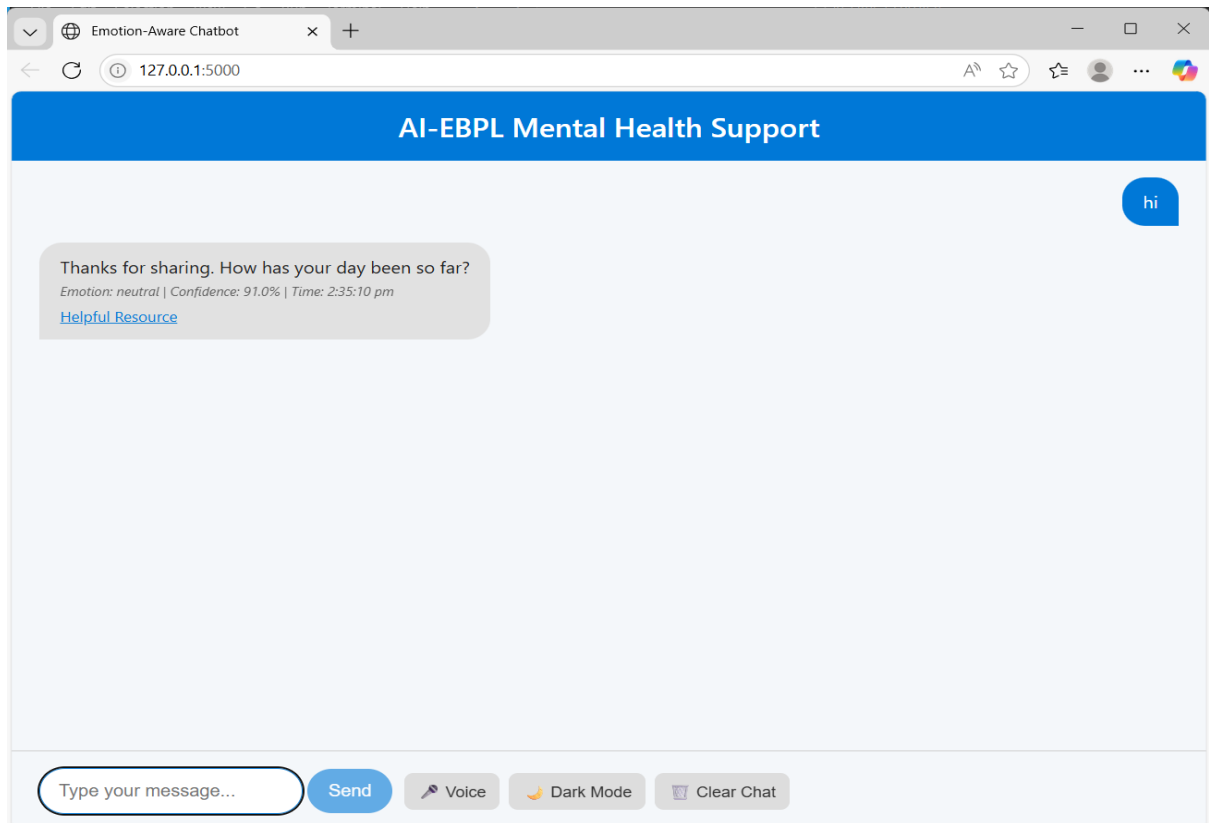 Emotion-Aware Chatbot
127.0.0.1:5000
AI-EBPL Mental Health Support
hi
Thanks for sharing. How has your day been so far?
Emotion: neutral | Confidence: 91.0% | Time: 2:35:10 pm
Helpful Resource
Type your message...
Send
Voice
Dark Mode
Clear Chat